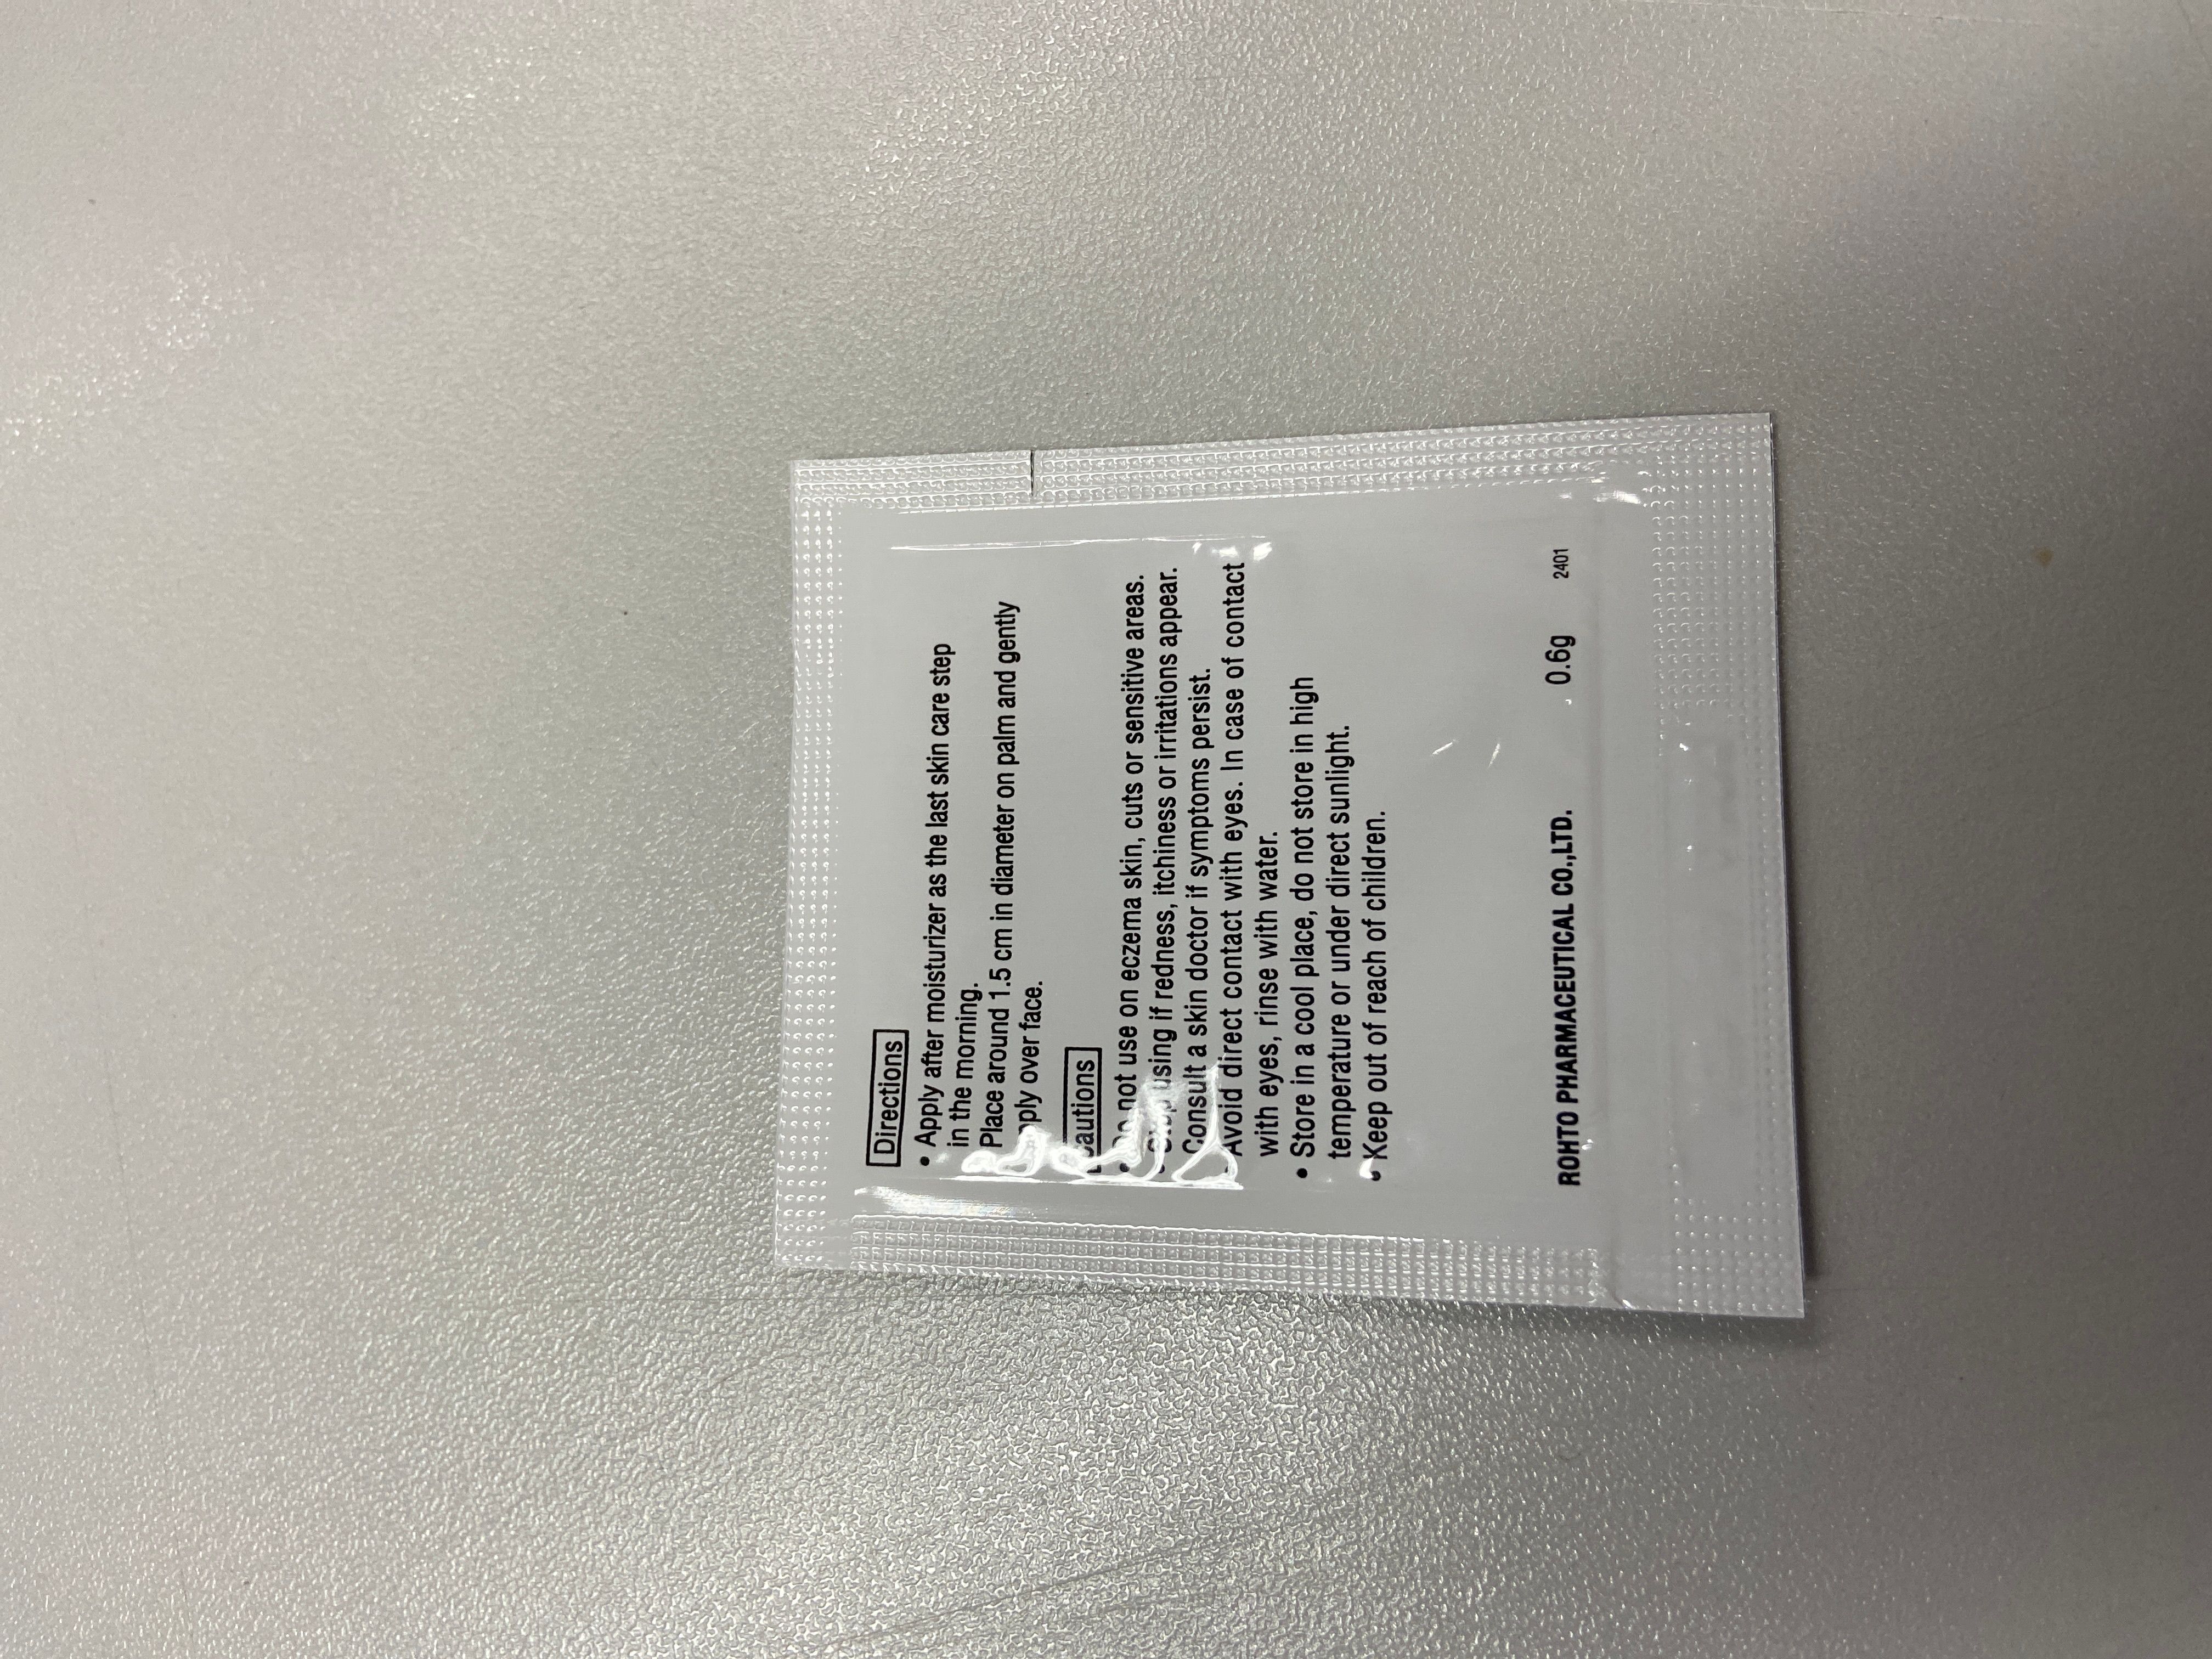 Directions
• Apply after moisturizer as the last skin care step
in the morning.
Place around 1.5 cm in diameter on palm and gently
apply over face.
Cautions
• Do not use on eczema skin, cuts or sensitive areas.
• Stop using if redness, itchiness or irritations appear.
Consult a skin doctor if symptoms persist.
Avoid direct contact with eyes. In case of contact
with eyes, rinse with water.
• Store in a cool place, do not store in high
temperature or under direct sunlight.
• Keep out of reach of children.
ROHTO PHARMACEUTICAL CO.,LTD. 0.6g 2401